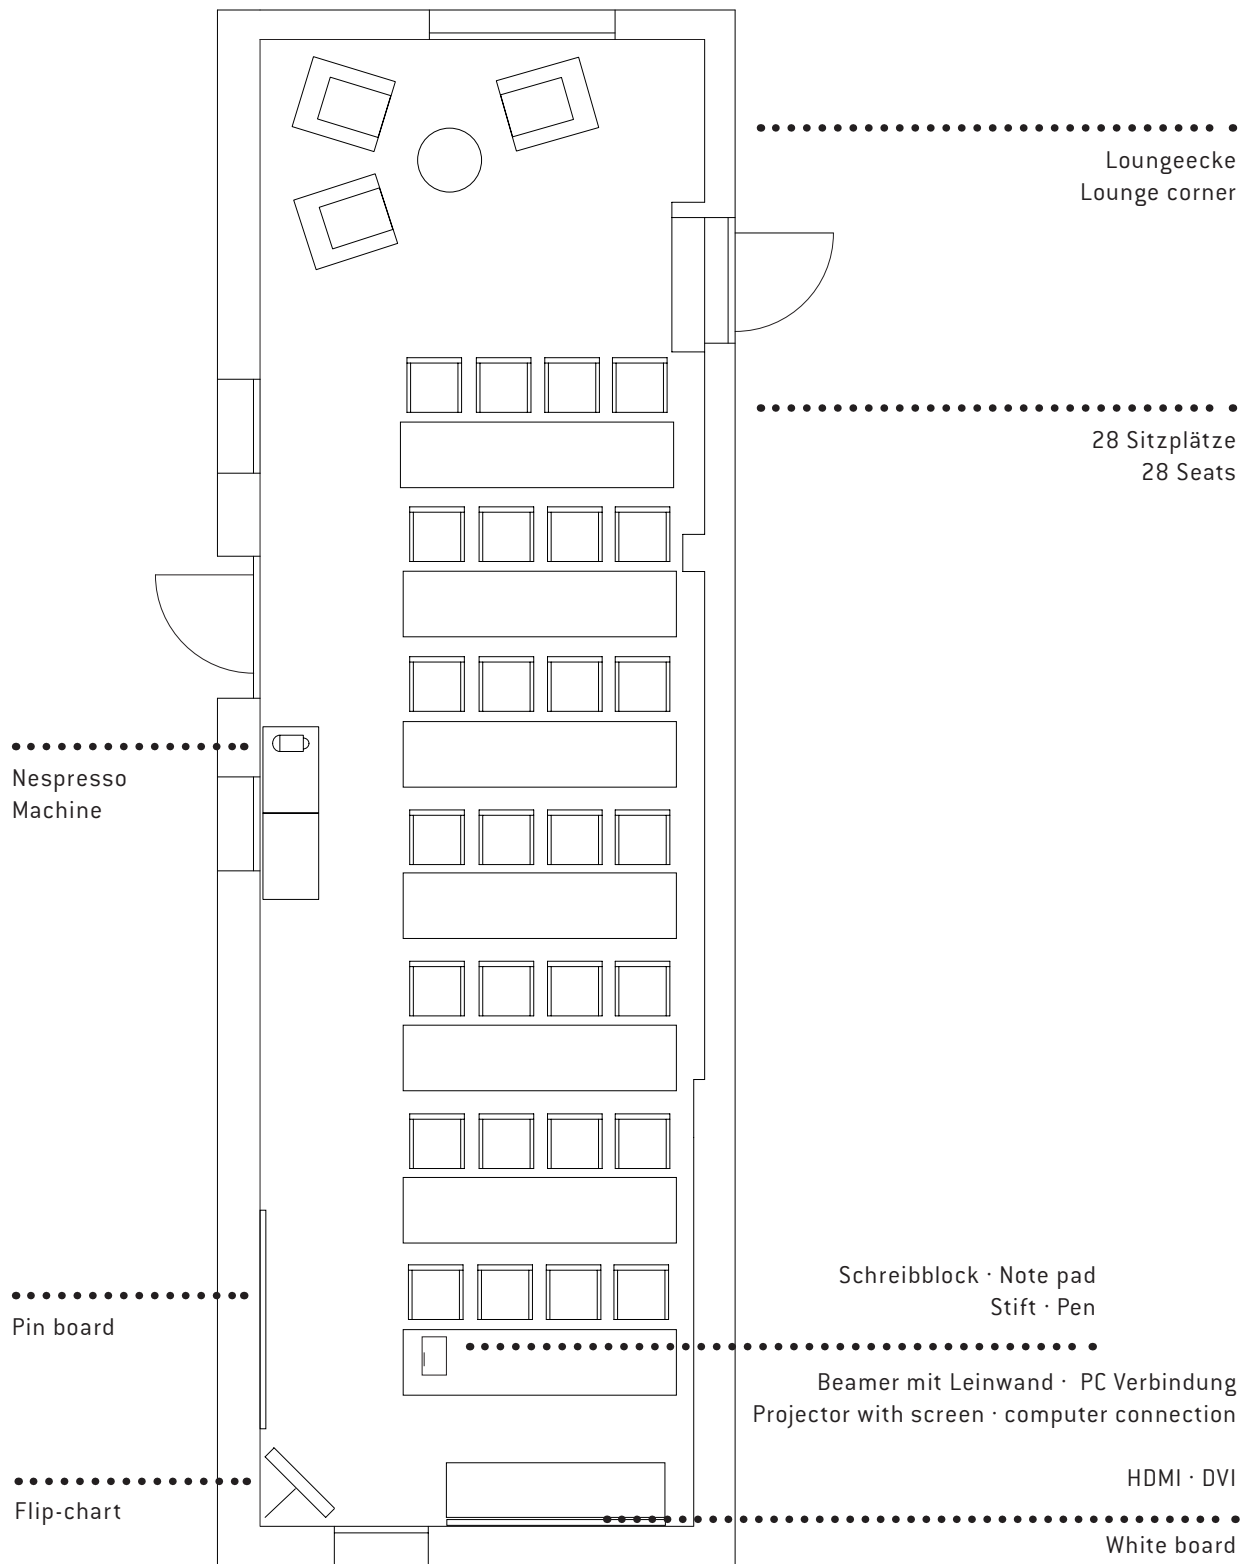 Loungeecke
Lounge corner
28 Sitzplätze
28 Seats
Nespresso
Machine
Schreibblock · Note pad
Stift · Pen
Pin board
Beamer mit Leinwand · PC Verbindung
Projector with screen · computer connection
HDMI · DVI
Flip-chart
White board